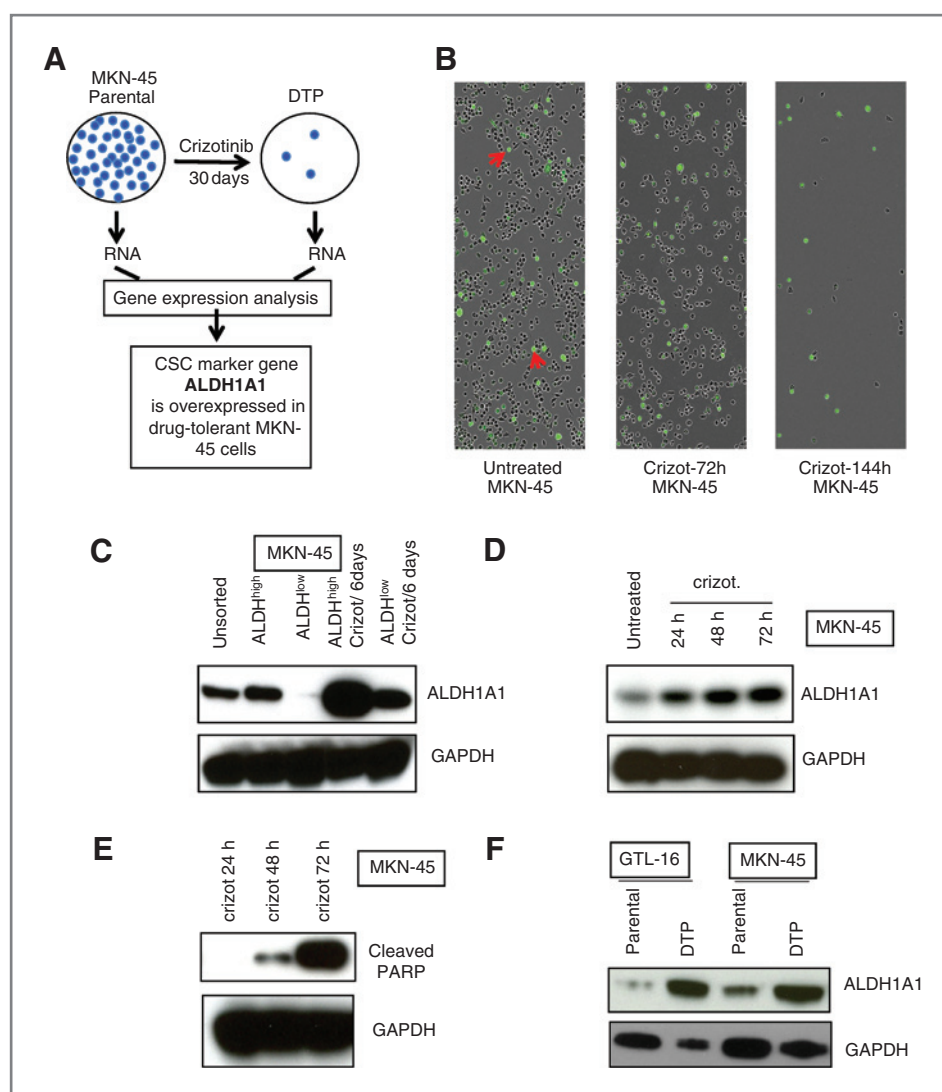 A
MKN-45
Parental
DTP
Crizotinib
30 days
RNA
RNA
Gene expression analysis
CSC marker gene
ALDH1A1
is overexpressed in
drug-tolerant MKN-
45 cells
B
Untreated
MKN-45
Crizot-72h
MKN-45
Crizot-144h
MKN-45
C
MKN-45
Unsorted
ALDHhigh
ALDHlow
ALDHhigh
Crizot/ 6days
ALDHlow
Crizot/6 days
ALDH1A1
GAPDH
D
Untreated
crizot.
24 h
48 h
72 h
MKN-45
ALDH1A1
GAPDH
E
crizot 24 h
crizot 48 h
crizot 72 h
MKN-45
Cleaved
PARP
GAPDH
F
GTL-16
MKN-45
Parental
DTP
Parental
DTP
ALDH1A1
GAPDH